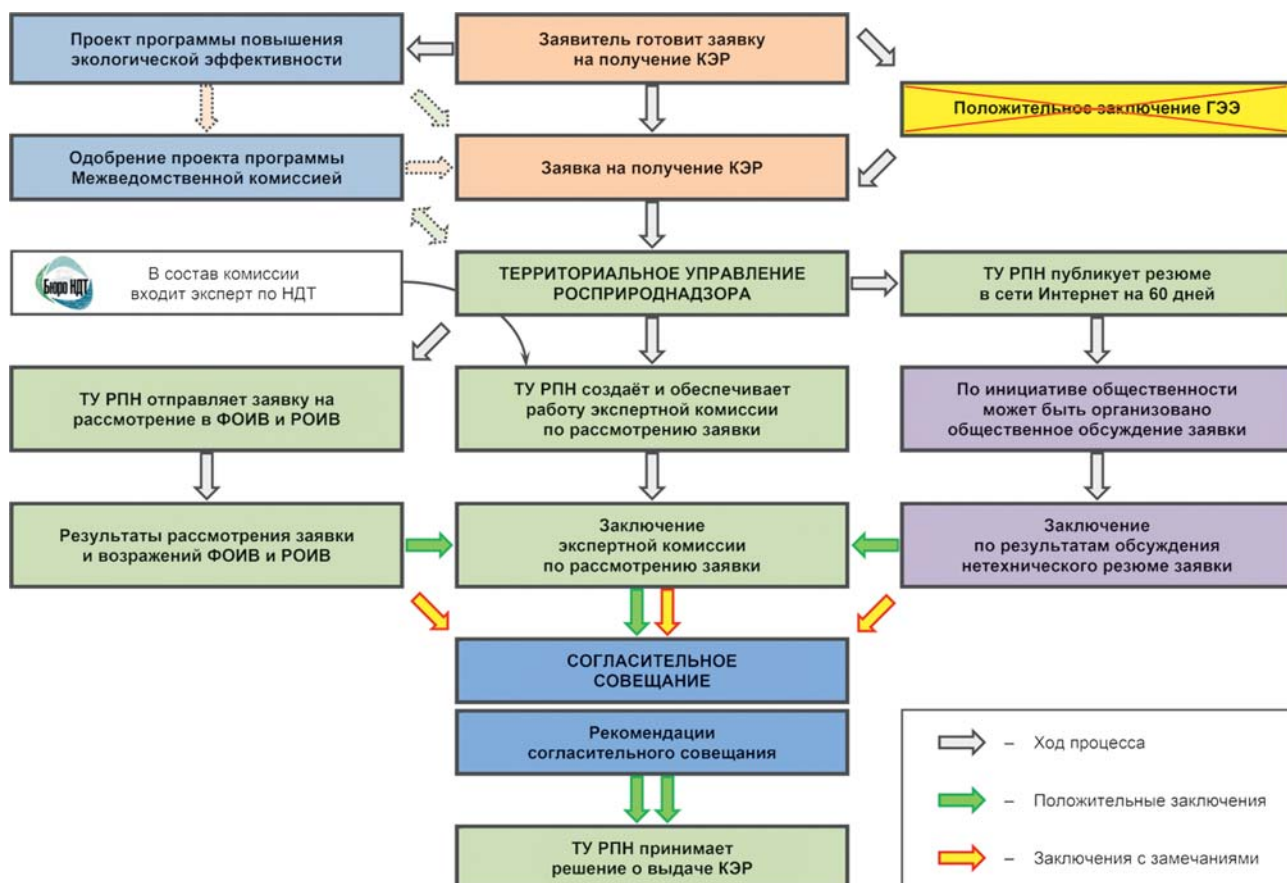 Проект программы повышения
экологической эффективности
Заявитель готовит заявку
на получение КЭР
Положительное заключение ГЭЭ
Одобрение проекта программы
Межведомственной комиссией
Заявка на получение КЭР
Бюро НДТ
В состав комиссии
входит эксперт по НДТ
ТЕРРИТОРИАЛЬНОЕ УПРАВЛЕНИЕ
РОСПРИРОДНАДЗОРА
ТУ РПН публикует резюме
в сети Интернет на 60 дней
ТУ РПН отправляет заявку на
рассмотрение в ФОИВ и РОИВ
ТУ РПН создаёт и обеспечивает
работу экспертной комиссии
по рассмотрению заявки
По инициативе общественности
может быть организовано
общественное обсуждение заявки
Результаты рассмотрения заявки
и возражений ФОИВ и РОИВ
Заключение
экспертной комиссии
по рассмотрению заявки
Заключение
по результатам обсуждения
нетехнического резюме заявки
СОГЛАСИТЕЛЬНОЕ
СОВЕЩАНИЕ
Рекомендации
согласительного совещания
ТУ РПН принимает
решение о выдаче КЭР
– Ход процесса
– Положительные заключения
– Заключения с замечаниями